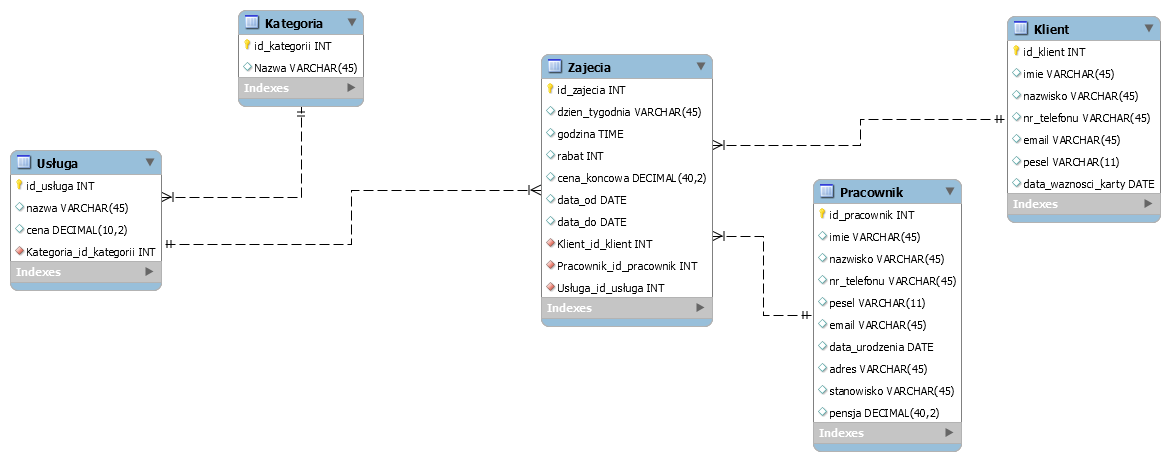 Kategoria
id_kategorii INT
Nazwa VARCHAR(45)
Indexes
Usługa
id_usługa INT
nazwa VARCHAR(45)
cena DECIMAL(10,2)
Kategoria_id_kategorii INT
Indexes
Zajecia
id_zajecia INT
dzien_tygodnia VARCHAR(45)
godzina TIME
rabat INT
cena_koncowa DECIMAL(40,2)
data_od DATE
data_do DATE
Klient_id_klient INT
Pracownik_id_pracownik INT
Usługa_id_usługa INT
Indexes
Klient
id_klient INT
imie VARCHAR(45)
nazwisko VARCHAR(45)
nr_telefonu VARCHAR(45)
email VARCHAR(45)
pesel VARCHAR(11)
data_waznosci_karty DATE
Indexes
Pracownik
id_pracownik INT
imie VARCHAR(45)
nazwisko VARCHAR(45)
nr_telefonu VARCHAR(45)
pesel VARCHAR(11)
email VARCHAR(45)
data_urodzenia DATE
adres VARCHAR(45)
stanowisko VARCHAR(45)
pensja DECIMAL(40,2)
Indexes